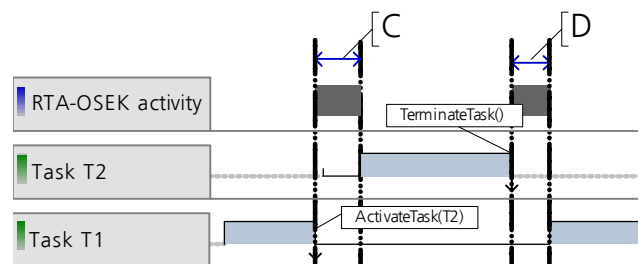 C
D
RTA-OSEK activity
TerminateTask()
Task T2
ActivateTask(T2)
Task T1